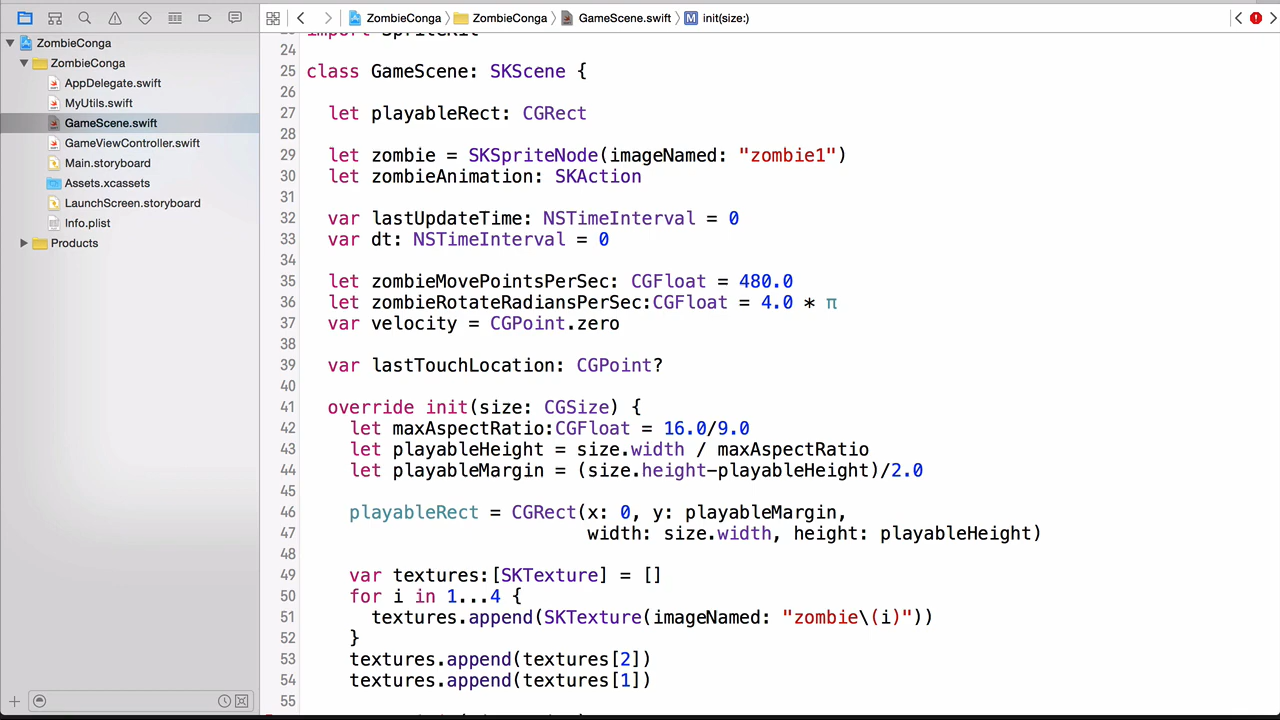 ZombieConga
ZombieConga
GameScene.swift
init(size:)
ZombieConga
ZombieConga
AppDelegate.swift
MyUtils.swift
GameScene.swift
GameViewController.swift
Main.storyboard
Assets.xcassets
LaunchScreen.storyboard
Info.plist
Products
import SpriteKit
24
25 class GameScene: SKScene {
26
27 let playableRect: CGRect
28
29 let zombie = SKSpriteNode(imageNamed: "zombie1")
30 let zombieAnimation: SKAction
31
32 var lastUpdateTime: NSTimeInterval = 0
33 var dt: NSTimeInterval = 0
34
35 let zombieMovePointsPerSec: CGFloat = 480.0
36 let zombieRotateRadiansPerSec:CGFloat = 4.0 * π
37 var velocity = CGPoint.zero
38
39 var lastTouchLocation: CGPoint?
40
41 override init(size: CGSize) {
42 let maxAspectRatio:CGFloat = 16.0/9.0
43 let playableHeight = size.width / maxAspectRatio
44 let playableMargin = (size.height-playableHeight)/2.0
45
46 playableRect = CGRect(x: 0, y: playableMargin,
47 width: size.width, height: playableHeight)
48
49 var textures:[SKTexture] = []
50 for i in 1...4 {
51 textures.append(SKTexture(imageNamed: "zombie\(i)"))
52 }
53 textures.append(textures[2])
54 textures.append(textures[1])
55